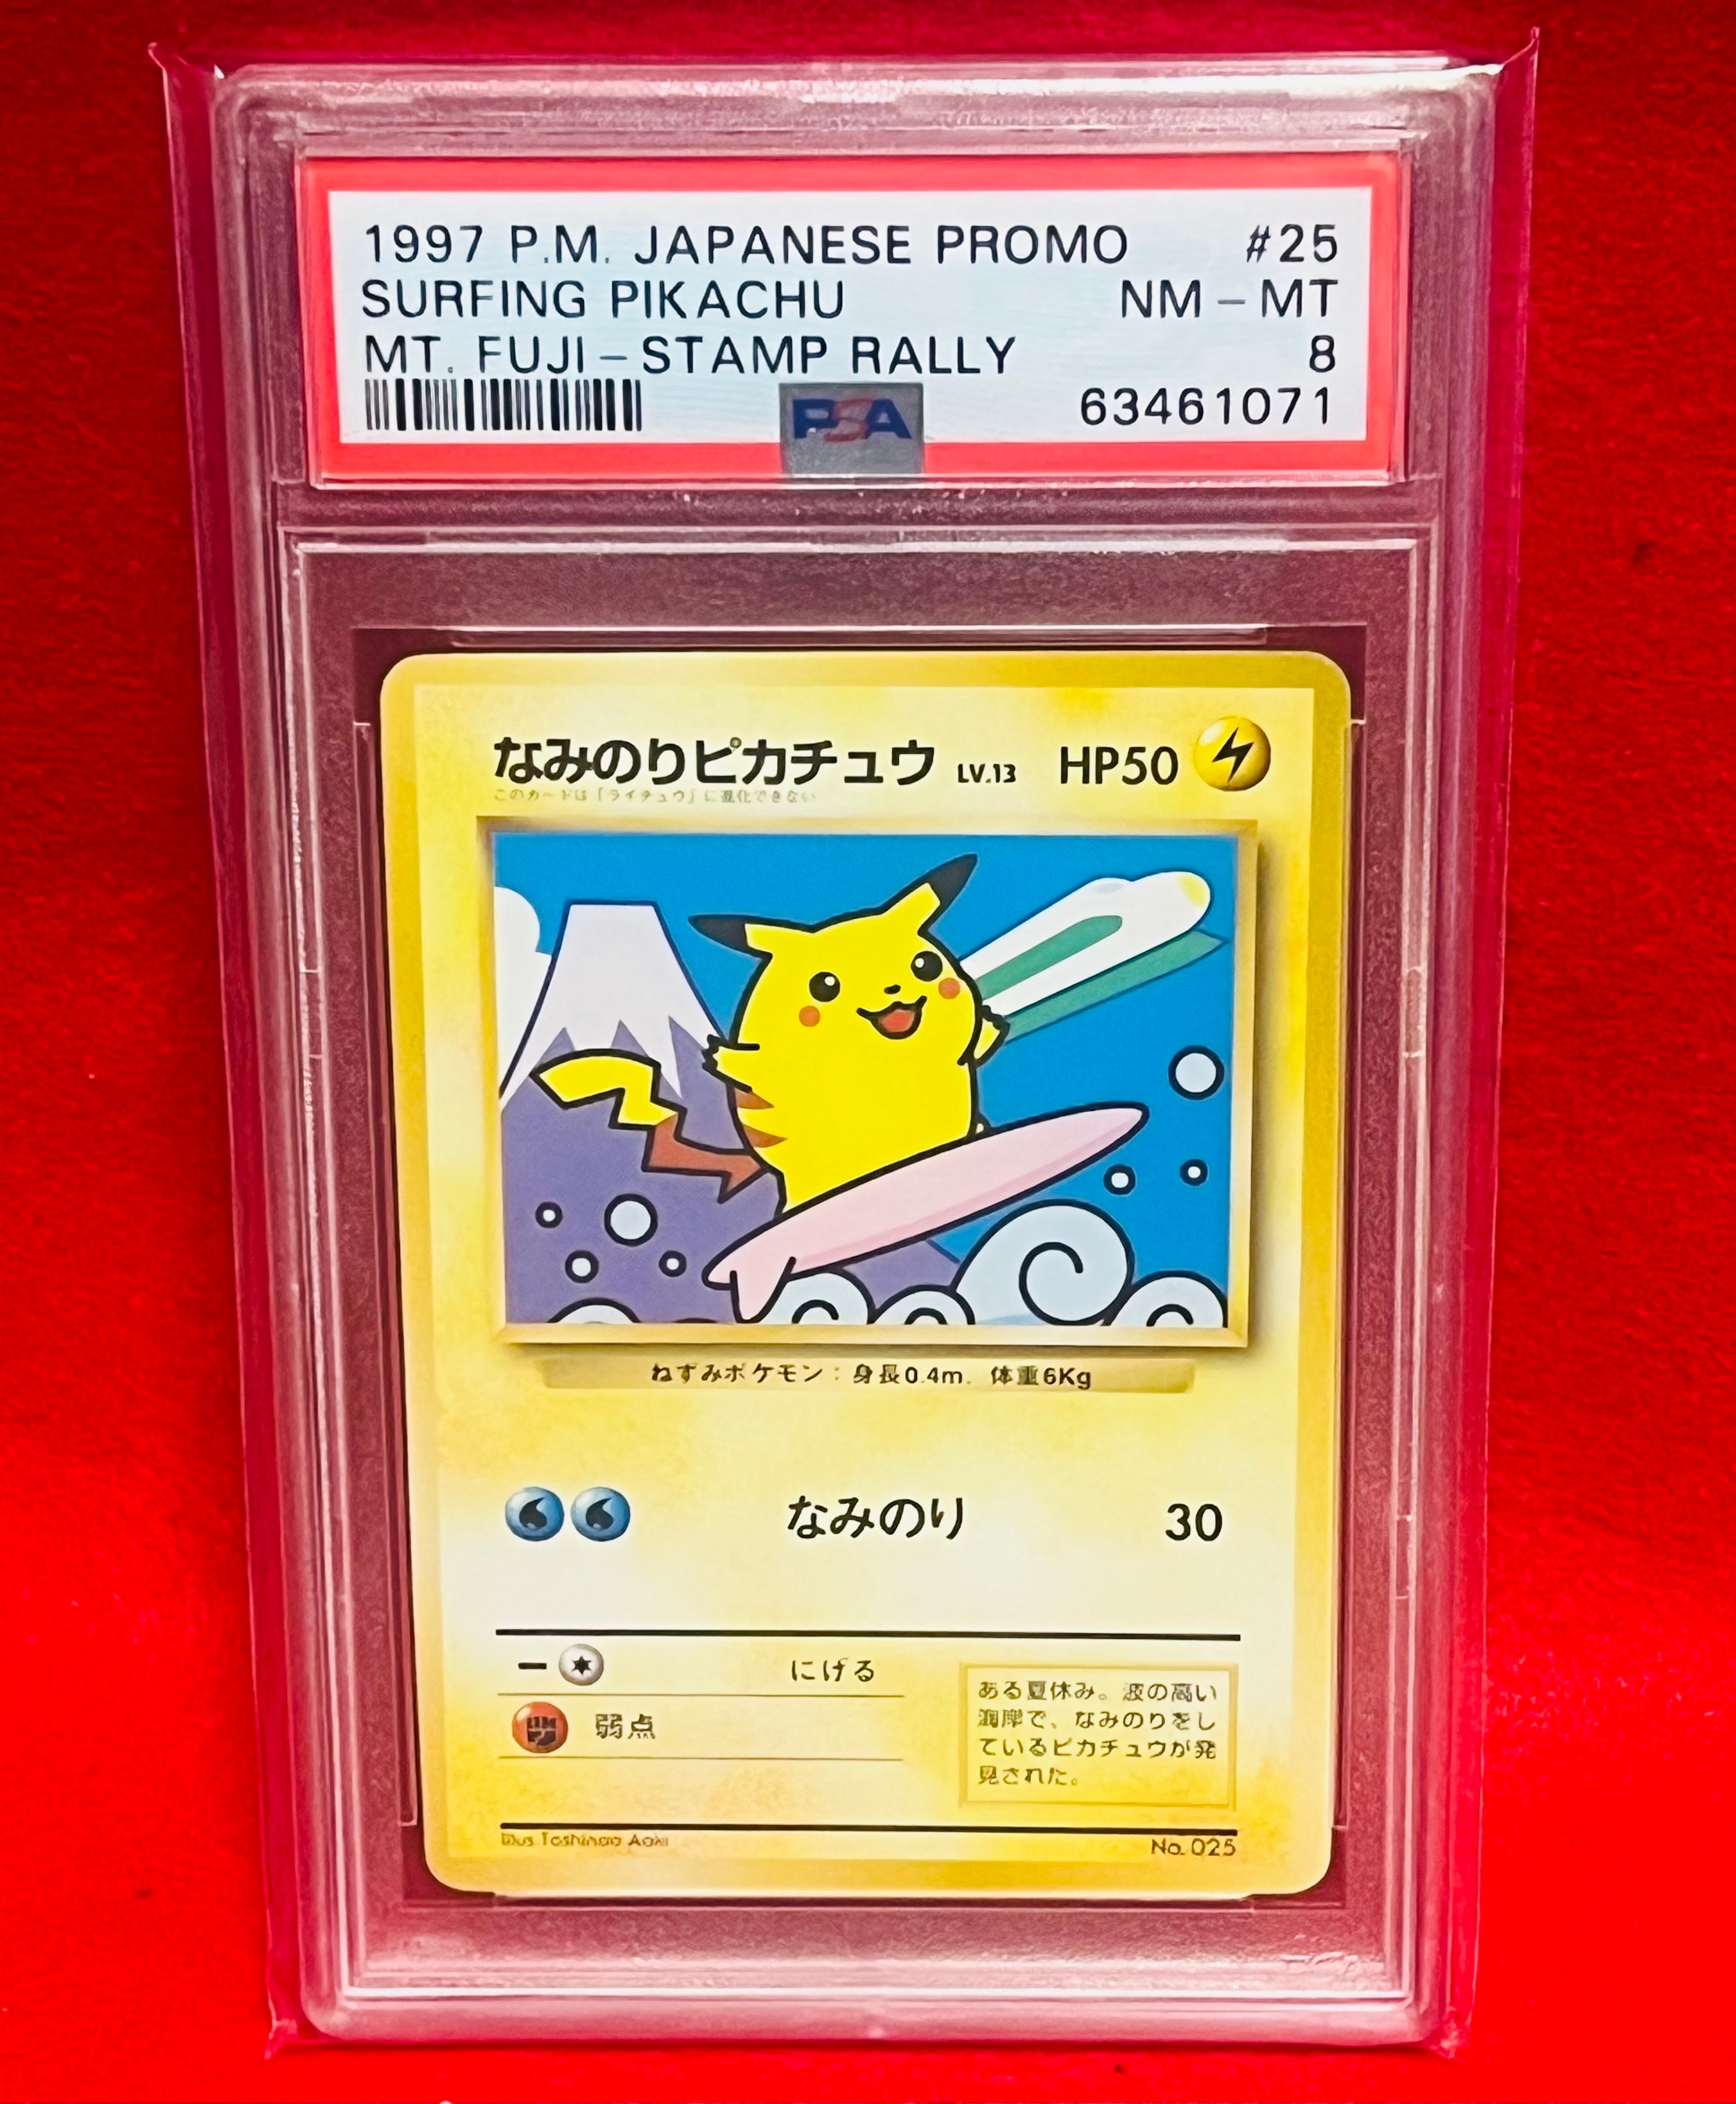 1997 P.M. JAPANESE PROMO #25
SURFING PIKACHU NM - MT
MT. FUJI - STAMP RALLY 8
PSA 63461071
なみのりピカチュウ LV.13 HP50
このカードは「ライチュウ」に進化できない
ねずみポケモン：身長0.4m. 体重6Kg
なみのり 30
にげる
弱点
ある夏休み。波の高い
海岸で、なみのりをし
ているピカチュウが発
見された。
Illus. Toshinao Aoki No. 025